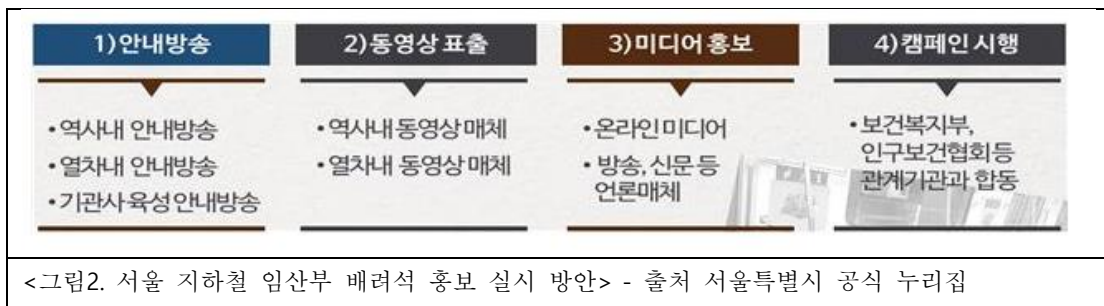 1)안내방송
•역사내 안내방송
•열차내 안내방송
•기관사 육성 안내방송
2)동영상 표출
•역사내 동영상 매체
•열차내 동영상 매체
3)미디어 홍보
•온라인 미디어
•방송, 신문 등
언론매체
4)캠페인 시행
•보건복지부,
인구보건협회 등
관계기관과 합동
<그림2. 서울 지하철 임산부 배려석 홍보 실시 방안> - 출처 서울특별시 공식 누리집